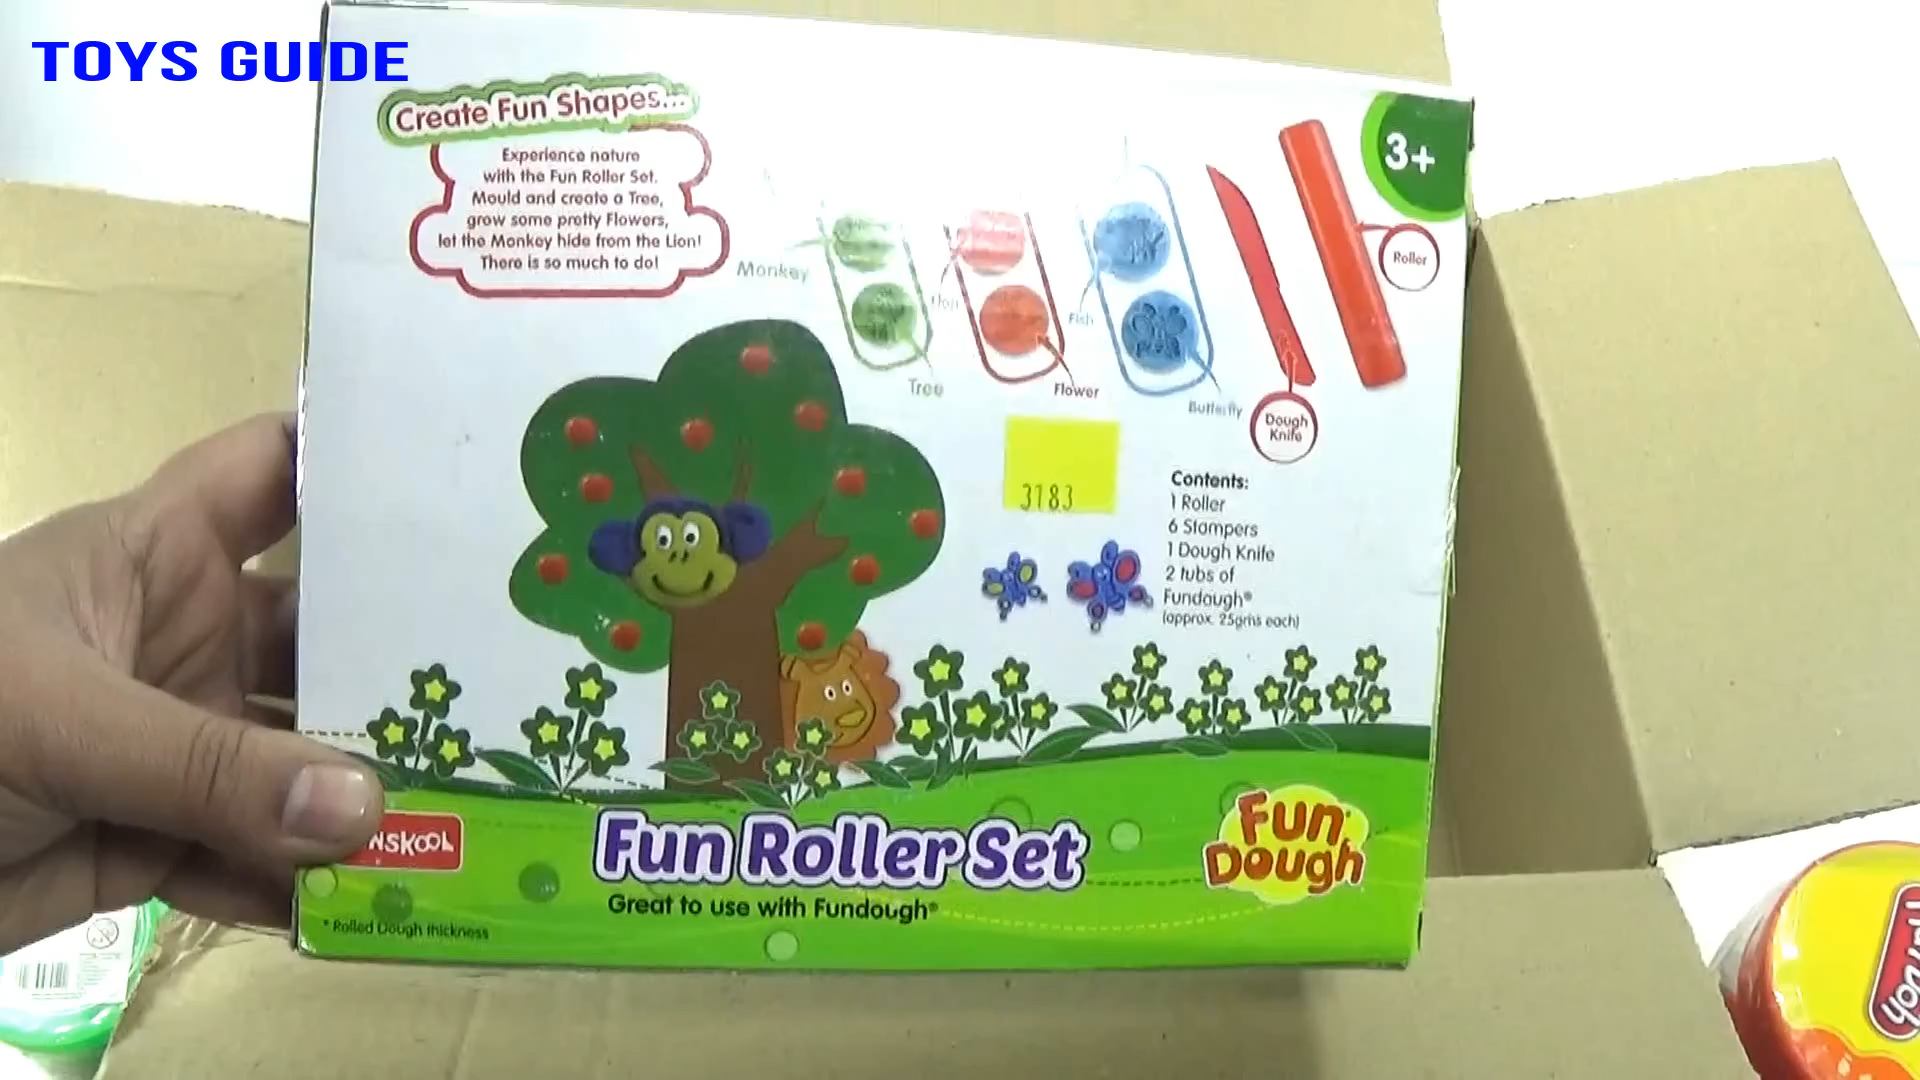 TOYS GUIDE
Create Fun Shapes...
Experience nature
with the Fun Roller Set.
Mould and create a Tree,
grow some pretty Flowers,
let the Monkey hide from the Lion!
There is so much to do!
3+
Roller
Monkey
Fish
Tree
Flower
Butterfly
Dough
Knife
3183
Contents:
1 Roller
6 Stampers
1 Dough Knife
2 tubs of
Fundough®
(approx. 25gms each)
NSKOOL
Fun Roller Set
Great to use with Fundough®
Fun
Dough
* Rolled Dough thickness